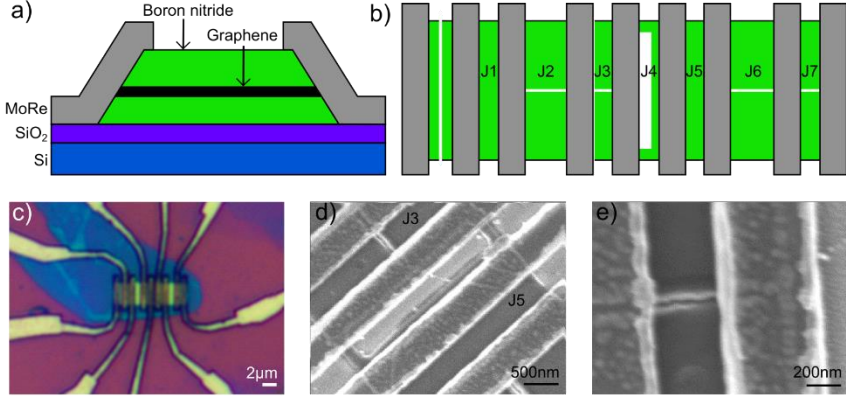 a)
Boron nitride
Graphene
MoRe
SiO₂
Si
b)
J1
J2
J3
J4
J5
J6
J7
c)
2μm
d)
J3
J5
500nm
e)
200nm